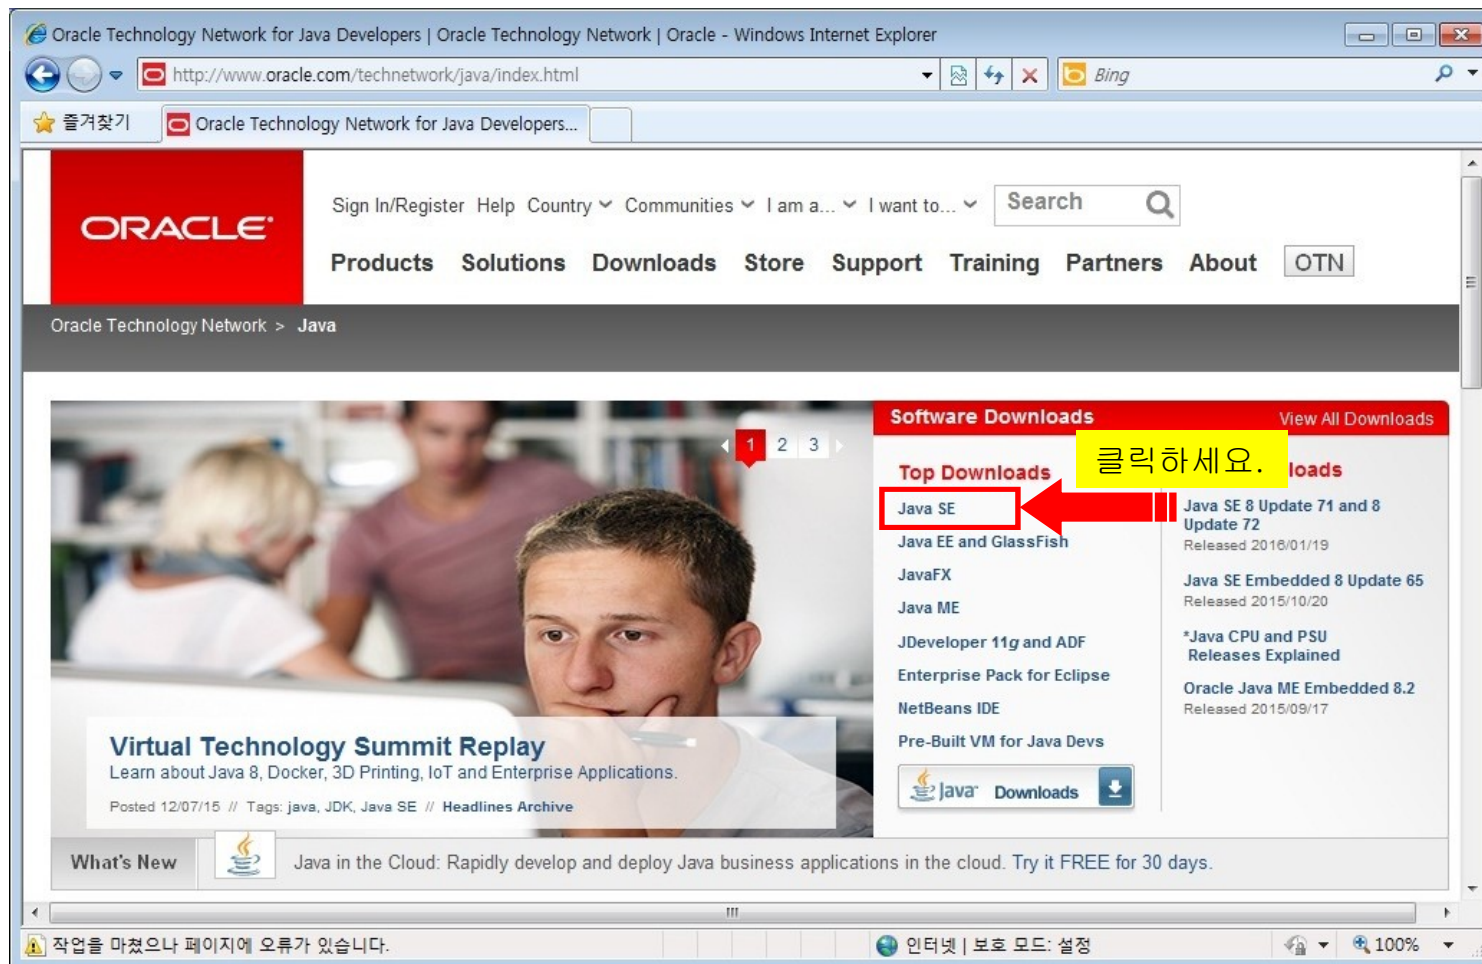 Oracle Technology Network for Java Developers | Oracle Technology Network | Oracle - Windows Internet Explorer
http://www.oracle.com/technetwork/java/index.html
Bing
즐겨찾기
Oracle Technology Network for Java Developers...
ORACLE
Sign In/Register Help Country Communities I am a... I want to... Search
Products Solutions Downloads Store Support Training Partners About OTN
Oracle Technology Network > Java
1 2 3
Virtual Technology Summit Replay
Learn about Java 8, Docker, 3D Printing, IoT and Enterprise Applications.
Posted 12/07/15 // Tags: java, JDK, Java SE // Headlines Archive
Software Downloads View All Downloads
Top Downloads
클릭하세요.
Java SE
Java EE and GlassFish
JavaFX
Java ME
JDeveloper 11g and ADF
Enterprise Pack for Eclipse
NetBeans IDE
Pre-Built VM for Java Devs
Java Downloads
Java SE 8 Update 71 and 8
Update 72
Released 2016/01/19
Java SE Embedded 8 Update 65
Released 2015/10/20
*Java CPU and PSU
Releases Explained
Oracle Java ME Embedded 8.2
Released 2015/09/17
What's New
Java in the Cloud: Rapidly develop and deploy Java business applications in the cloud. Try it FREE for 30 days.
작업을 마쳤으나 페이지에 오류가 있습니다.
인터넷 | 보호 모드: 설정
100%